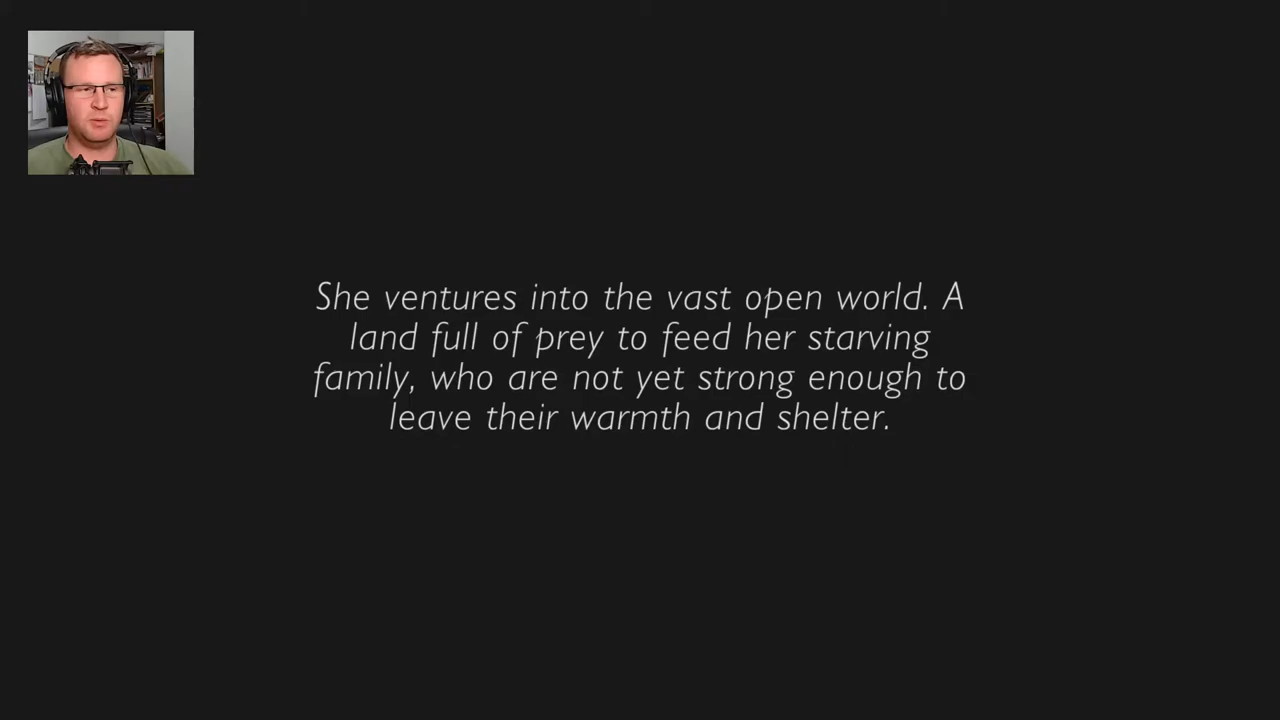 She ventures into the vast open world. A
land full of prey to feed her starving
family, who are not yet strong enough to
leave their warmth and shelter.